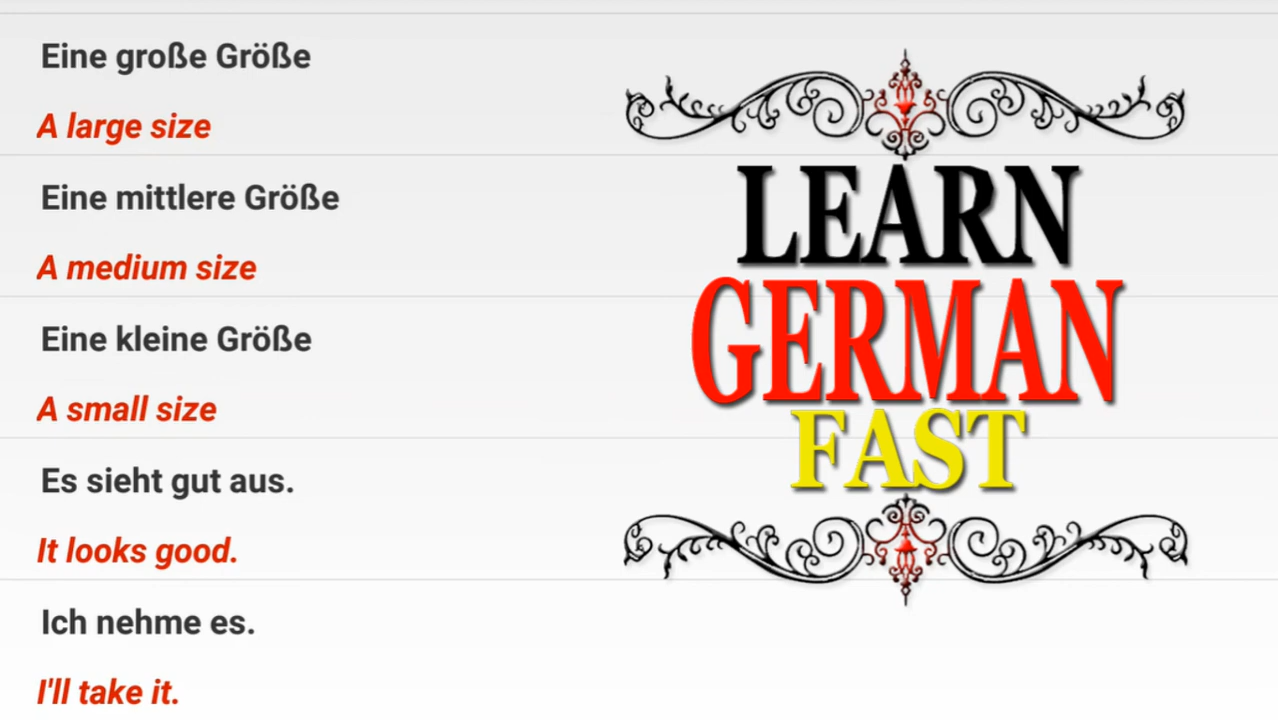 Eine große Größe
A large size
Eine mittlere Größe
A medium size
Eine kleine Größe
A small size
Es sieht gut aus.
It looks good.
Ich nehme es.
I'll take it.
LEARN
GERMAN
FAST